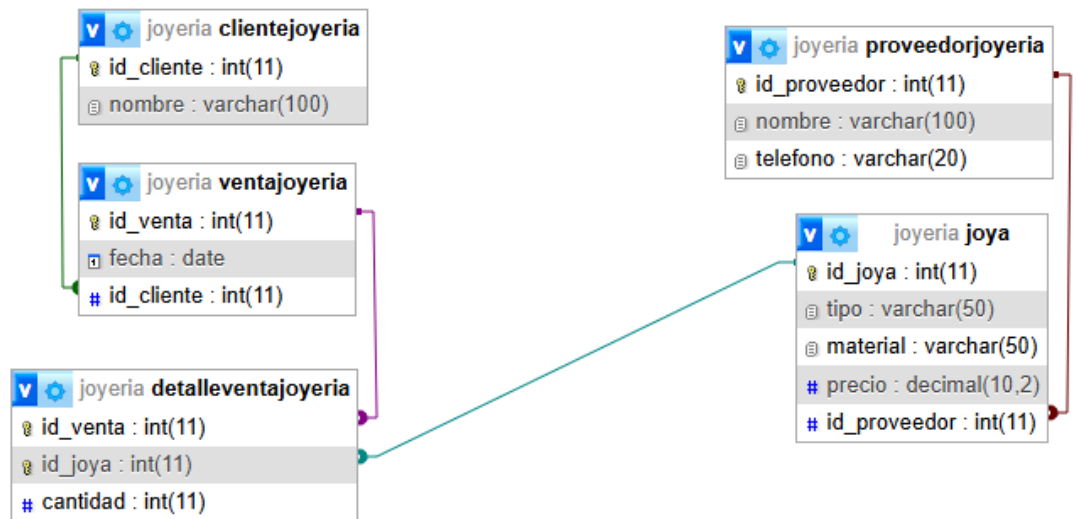 joyeria clientejoyeria
id_cliente : int(11)
nombre : varchar(100)
joyeria ventajoyeria
id_venta : int(11)
fecha : date
# id_cliente : int(11)
joyeria detalleventajoyeria
id_venta : int(11)
id_joya : int(11)
# cantidad : int(11)
joyeria proveedorjoyeria
id_proveedor : int(11)
nombre : varchar(100)
telefono : varchar(20)
joyeria joya
id_joya : int(11)
tipo : varchar(50)
material : varchar(50)
# precio : decimal(10,2)
# id_proveedor : int(11)